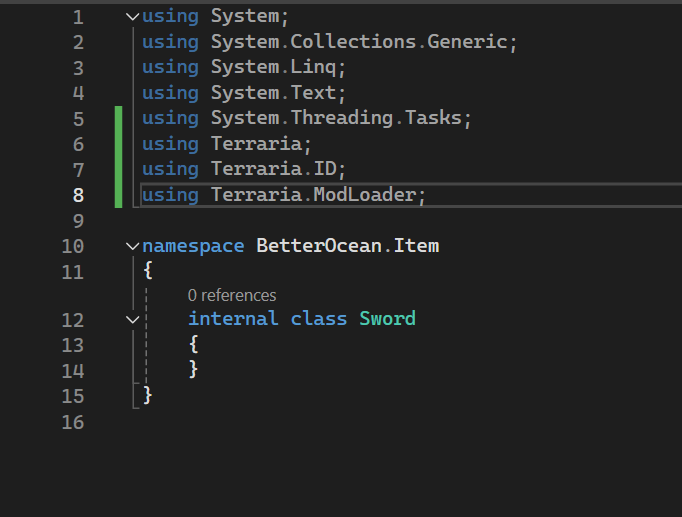 1 using System;
2 using System.Collections.Generic;
3 using System.Linq;
4 using System.Text;
5 using System.Threading.Tasks;
6 using Terraria;
7 using Terraria.ID;
8 using Terraria.ModLoader;
9
10 namespace BetterOcean.Item
11 {
0 references
12 internal class Sword
13 {
14 }
15 }
16